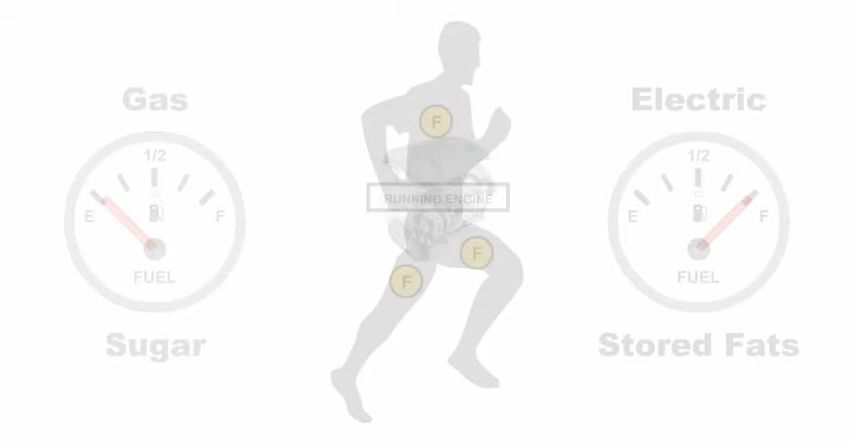 Gas
1/2
E
F
FUEL
Sugar
F
RUNNING ENGINE
F
F
Electric
1/2
E
F
FUEL
Stored Fats